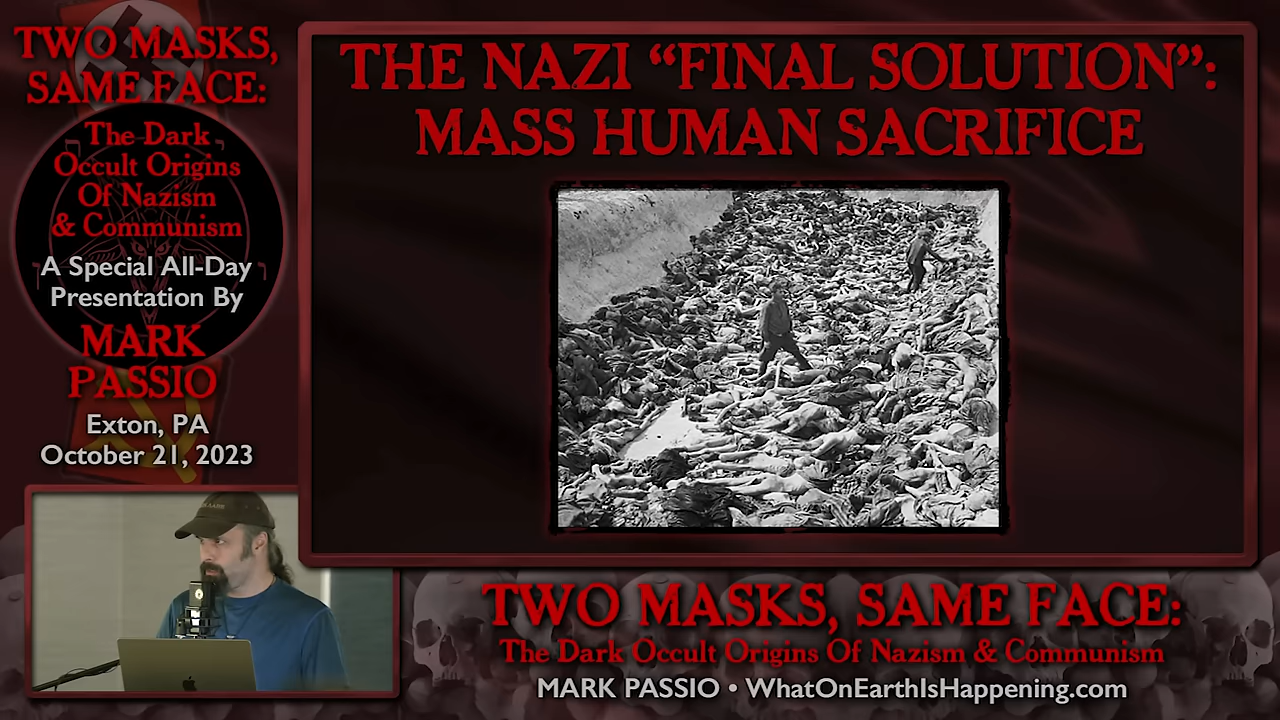 TWO MASKS,
SAME FACE:
The Dark
Occult Origins
Of Nazism
& Communism
A Special All-Day
Presentation By
MARK
PASSIO
Exton, PA
October 21, 2023
THE NAZI “FINAL SOLUTION”:
MASS HUMAN SACRIFICE
TWO MASKS, SAME FACE:
The Dark Occult Origins Of Nazism & Communism
MARK PASSIO • WhatOnEarthIsHappening.com